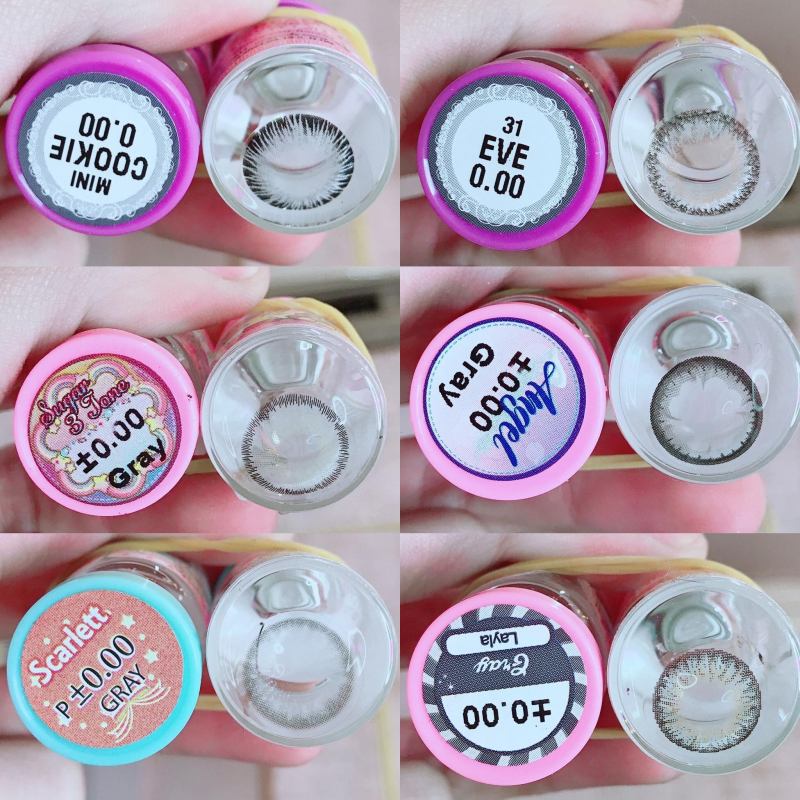 MINI
COOKIE
0.00
31
EVE
0.00
Sugar
3 Tone
±0.00
Gray
Angel
±0.00
Gray
Scarlett
P±0.00
GRAY
Layla
Gray
±0.00